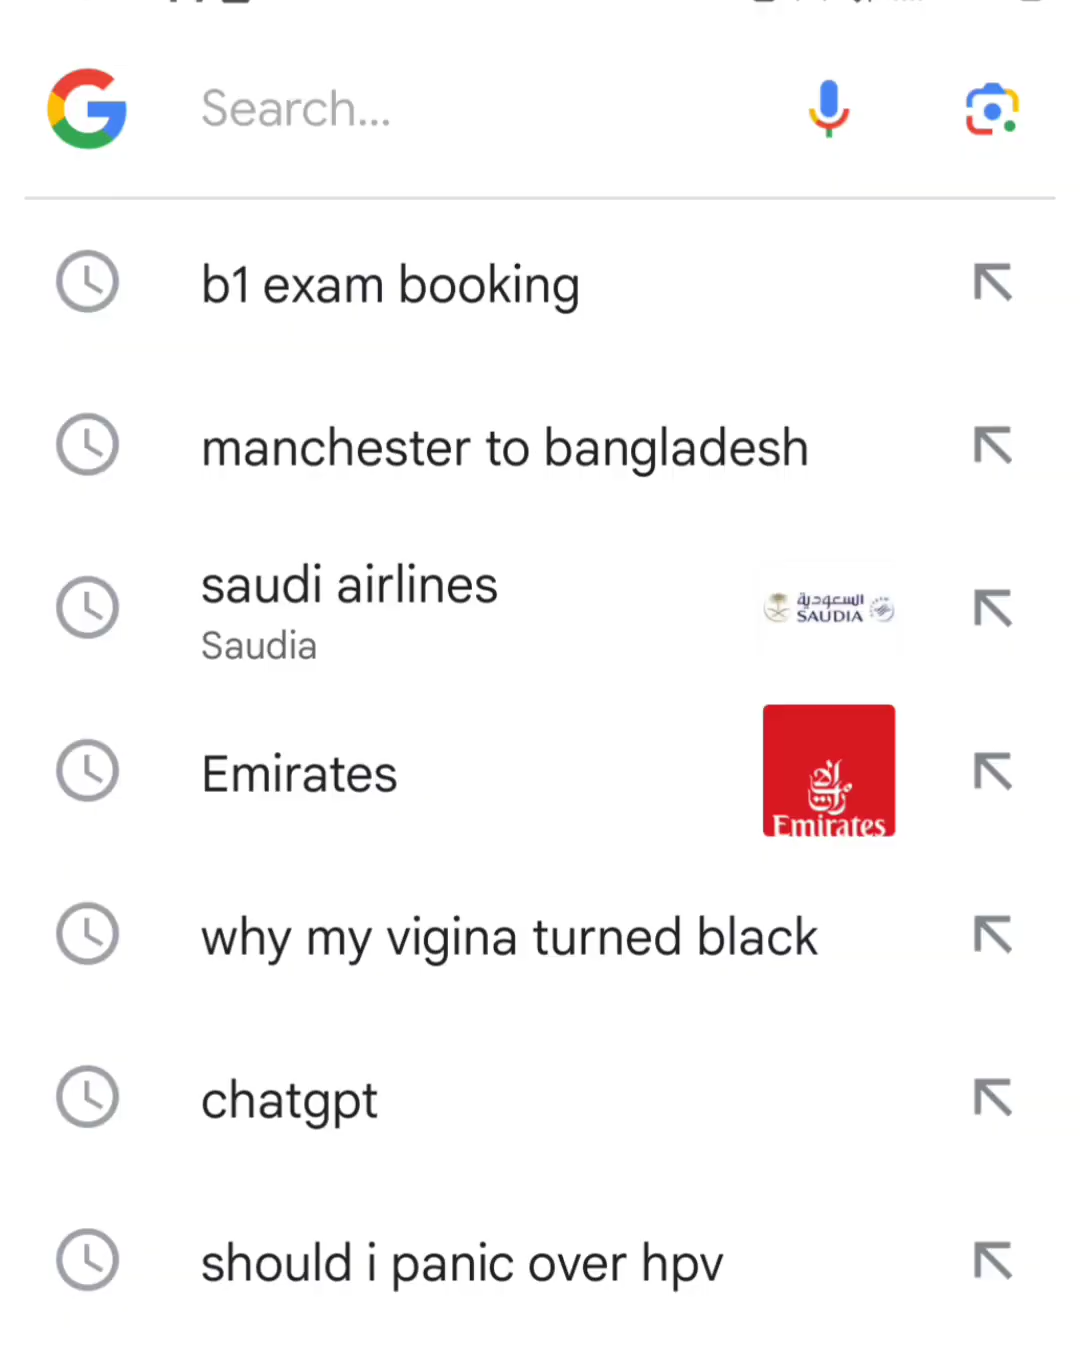 Search...
b1 exam booking
manchester to bangladesh
saudi airlines
Saudia
السعودية
SAUDIA
Emirates
Emirates
why my vigina turned black
chatgpt
should i panic over hpv